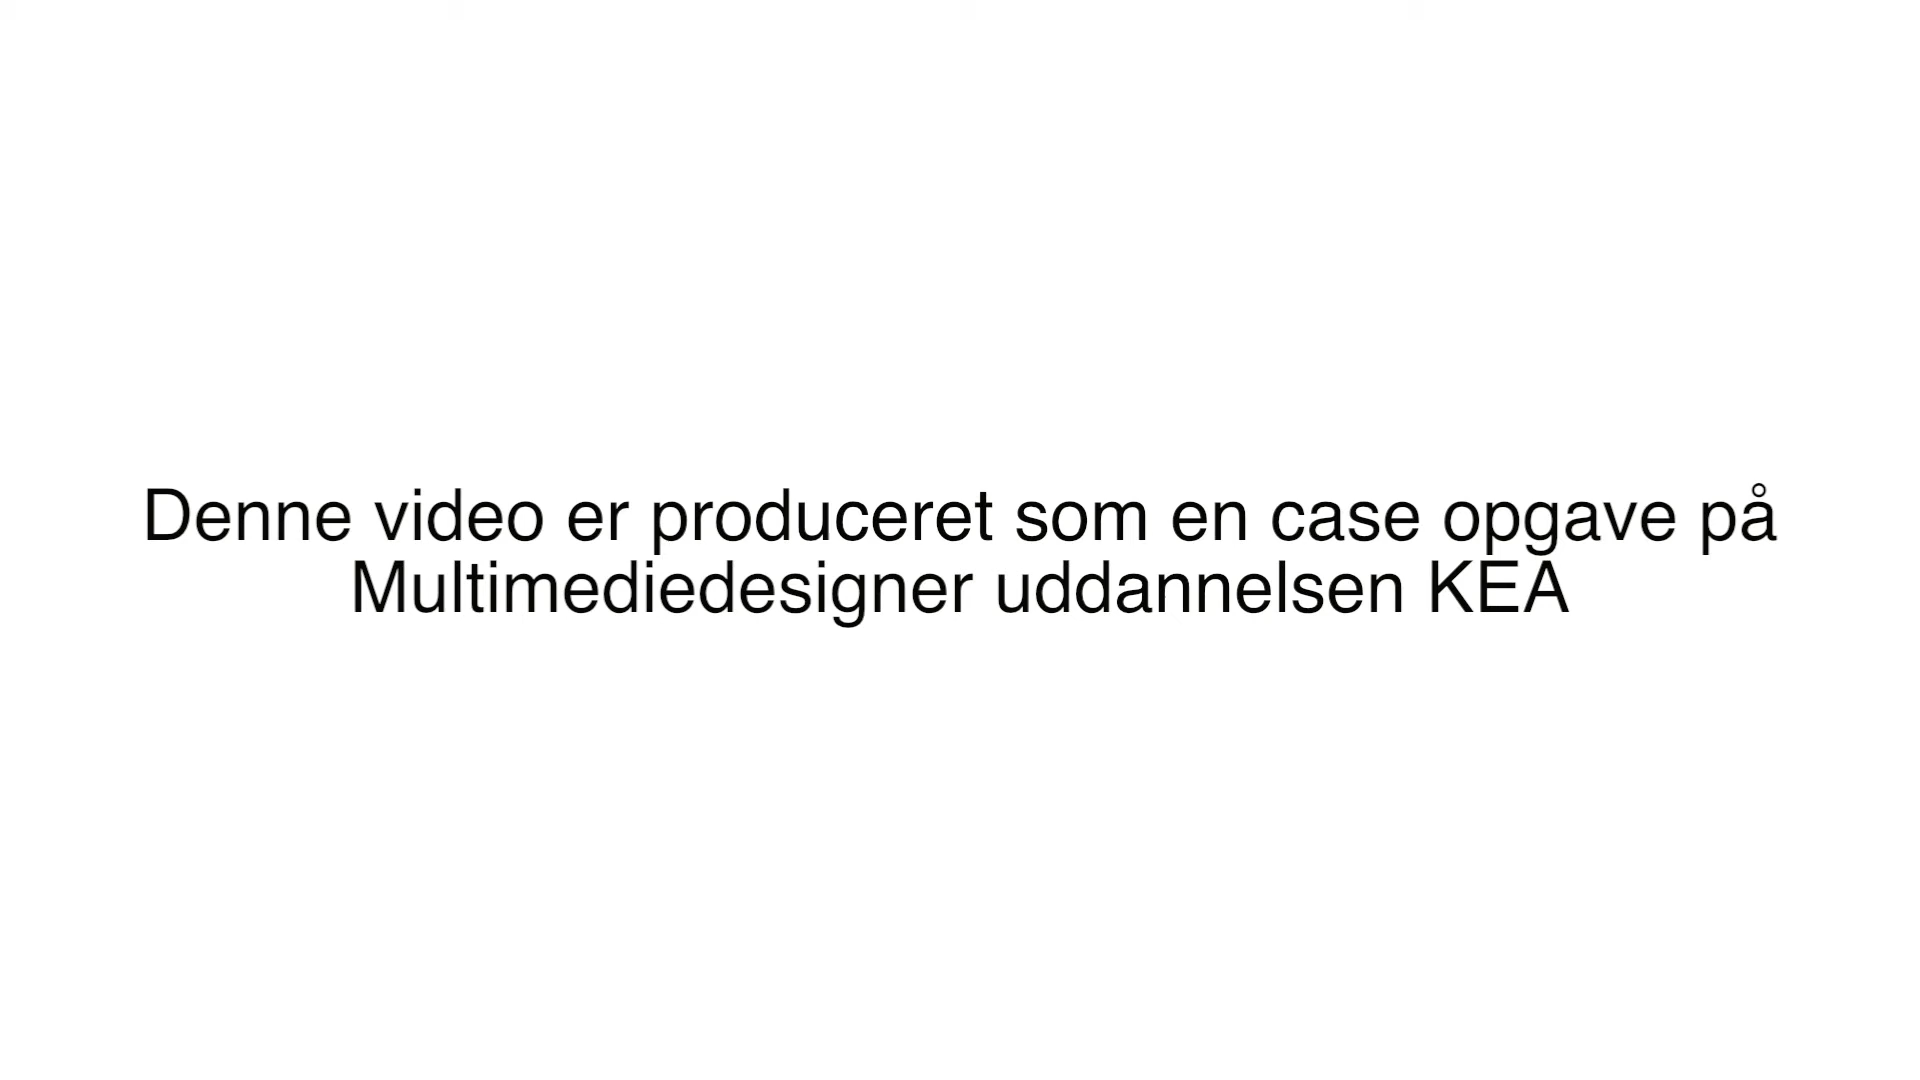 Denne video er produceret som en case opgave på
Multimediedesigner uddannelsen KEA